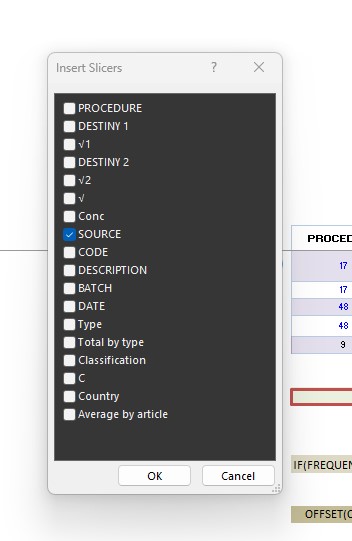 Insert Slicers ?
PROCEDURE
DESTINY 1
√1
DESTINY 2
√2
√
Conc
SOURCE
CODE
DESCRIPTION
BATCH
DATE
Type
Total by type
Classification
C
Country
Average by article
OK Cancel
PROCED
17
17
48
48
9
IF(FREQUEN
OFFSET(C